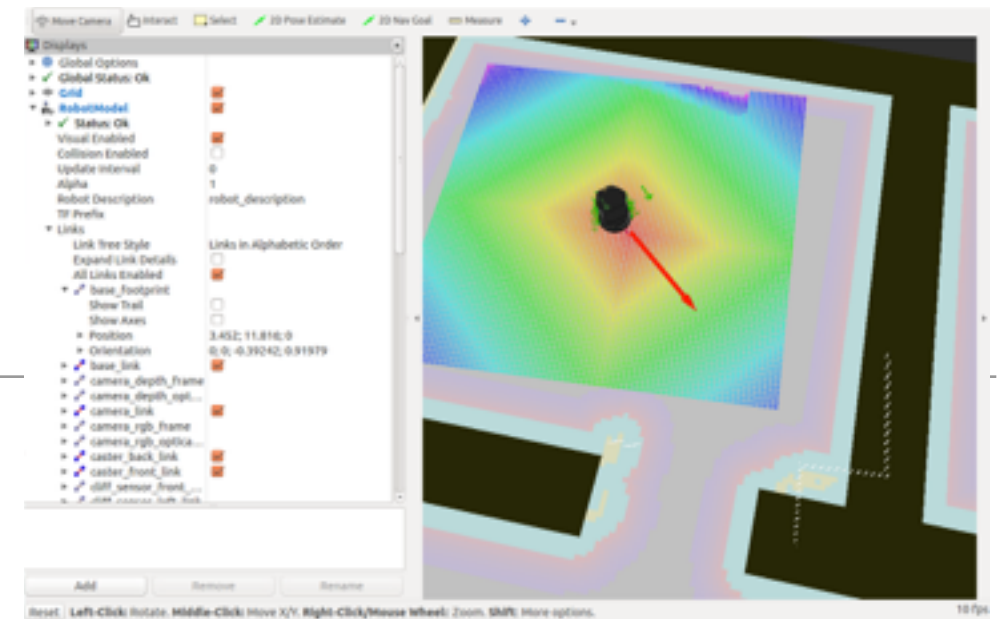 Move Camera Interact Select 2D Pose Estimate 2D Nav Goal Measure
Displays
Global Options
Global Status: Ok
Grid
RobotModel
Status: Ok
Visual Enabled
Collision Enabled
Update Interval 0
Alpha 1
Robot Description robot_description
TF Prefix
Links
Link Tree Style Links in Alphabetic Order
Expand Link Details
All Links Enabled
base_footprint
Show Trail
Show Axes
Position 3.452; 11.816; 0
Orientation 0; 0; -0.39242; 0.91979
base_link
camera_depth_frame
camera_depth_opt...
camera_link
camera_rgb_frame
camera_rgb_optica...
caster_back_link
caster_front_link
cliff_sensor_front_...
cliff_sensor_left_link
Add Remove Rename
Reset Left-Click: Rotate. Middle-Click: Move X/Y. Right-Click/Mouse Wheel: Zoom. Shift: More options. 10 fps